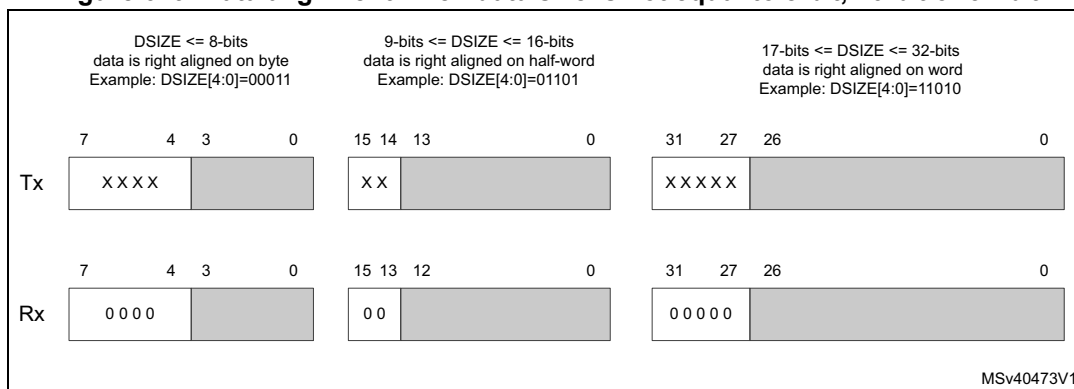 DSIZE <= 8-bits
data is right aligned on byte
Example: DSIZE[4:0]=00011
9-bits <= DSIZE <= 16-bits
data is right aligned on half-word
Example: DSIZE[4:0]=01101
17-bits <= DSIZE <= 32-bits
data is right aligned on word
Example: DSIZE[4:0]=11010
7 4 3 0 15 14 13 0 31 27 26 0
Tx XXXX XX XXXXX
7 4 3 0 15 13 12 0 31 27 26 0
Rx 0000 00 00000
MSv40473V1